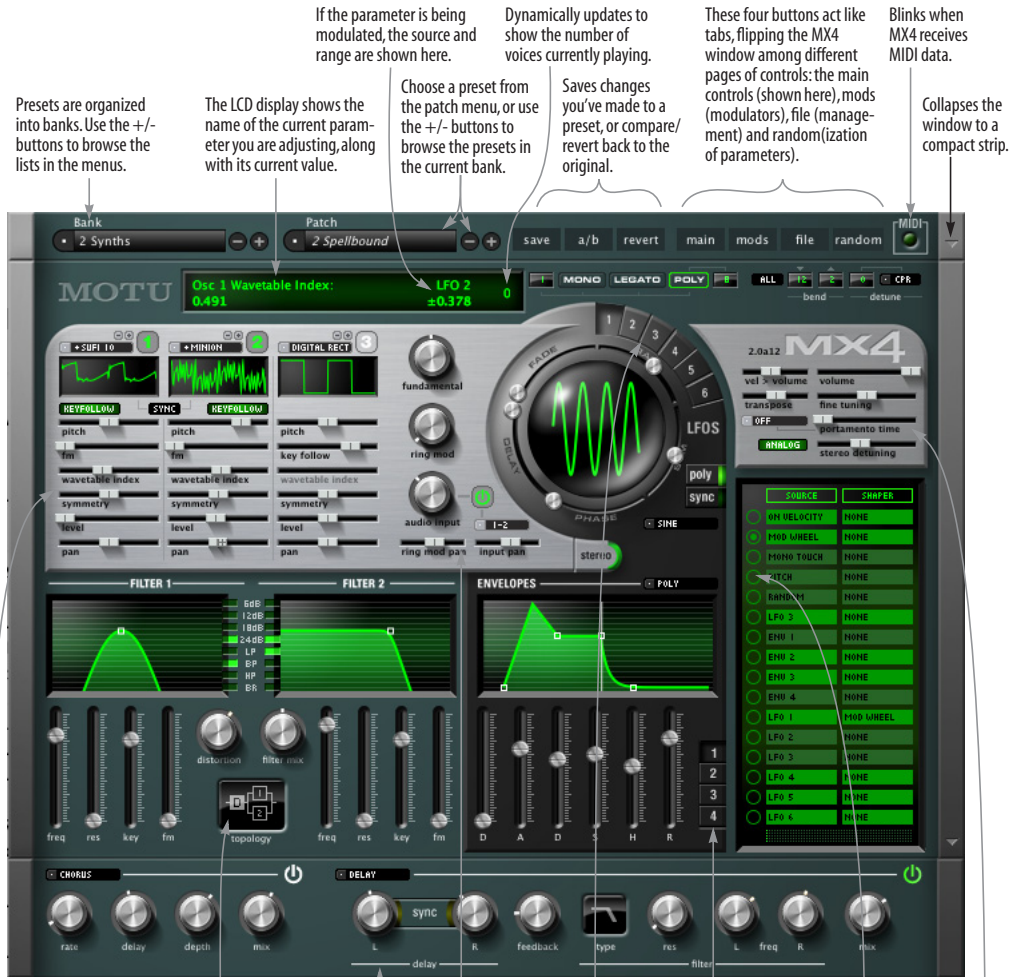 If the parameter is being
modulated, the source and
range are shown here.
Dynamically updates to
show the number of
voices currently playing.
These four buttons act like
tabs, flipping the MX4
window among different
pages of controls: the main
controls (shown here), mods
(modulators), file (manage-
ment) and random(ization
of parameters).
Blinks when
MX4 receives
MIDI data.
Presets are organized
into banks. Use the +/-
buttons to browse the
lists in the menus.
The LCD display shows the
name of the current param-
eter you are adjusting, along
with its current value.
Choose a preset from
the patch menu, or use
the +/- buttons to
browse the presets in
the current bank.
Saves changes
you've made to a
preset, or compare/
revert back to the
original.
Collapses the
window to a
compact strip.
Bank
Patch
MIDI
2 Synths
2 Spellbound
save a/b revert main mods file random
MOTU
Osc 1 Wavetable Index: LFO 2
0.491 ±0.378 0
1 MONO LEGATO POLY 8 ALL 12 2 0 CPR
bend detune
+SUFI 10 1
+MINION 2
DIGITAL RECT 3
KEYFOLLOW SYNC KEYFOLLOW
pitch pitch pitch
fm fm key follow
wavetable index wavetable index wavetable index
symmetry symmetry symmetry
level level level
pan pan pan
fundamental
ring mod
audio input
1-2
ring mod pan input pan
FADE
DELAY
PHASE
1 2 3 4 5 6
LFOS
poly
sync
SINE
stereo
2.0a12 MX4
vel > volume volume
transpose fine tuning
OFF portamento time
ANALOG stereo detuning
FILTER 1 FILTER 2
6dB
12dB
18dB
24dB
LP
BP
HP
BR
distortion filter mix
topology
D 1 2
freq res key fm freq res key fm
ENVELOPES POLY
D A D S H R
1
2
3
4
SOURCE SHAPER
ON VELOCITY NONE
MOD WHEEL NONE
MONO TOUCH NONE
PITCH NONE
RANDOM NONE
LFO 3 NONE
ENV 1 NONE
ENV 2 NONE
ENV 3 NONE
ENV 4 NONE
LFO 1 MOD WHEEL
LFO 2 NONE
LFO 3 NONE
LFO 4 NONE
LFO 5 NONE
LFO 6 NONE
CHORUS
DELAY
rate delay depth mix
L sync R feedback type res L freq R mix
delay filter